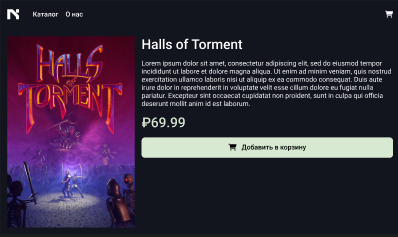 N
Каталог О нас
HALLS
of
TORMENT
Halls of Torment
Lorem ipsum dolor sit amet, consectetur adipiscing elit, sed do eiusmod tempor
incididunt ut labore et dolore magna aliqua. Ut enim ad minim veniam, quis nostrud
exercitation ullamco laboris nisi ut aliquip ex ea commodo consequat. Duis aute
irure dolor in reprehenderit in voluptate velit esse cillum dolore eu fugiat nulla
pariatur. Excepteur sint occaecat cupidatat non proident, sunt in culpa qui officia
deserunt mollit anim id est laborum.
₽69.99
Добавить в корзину